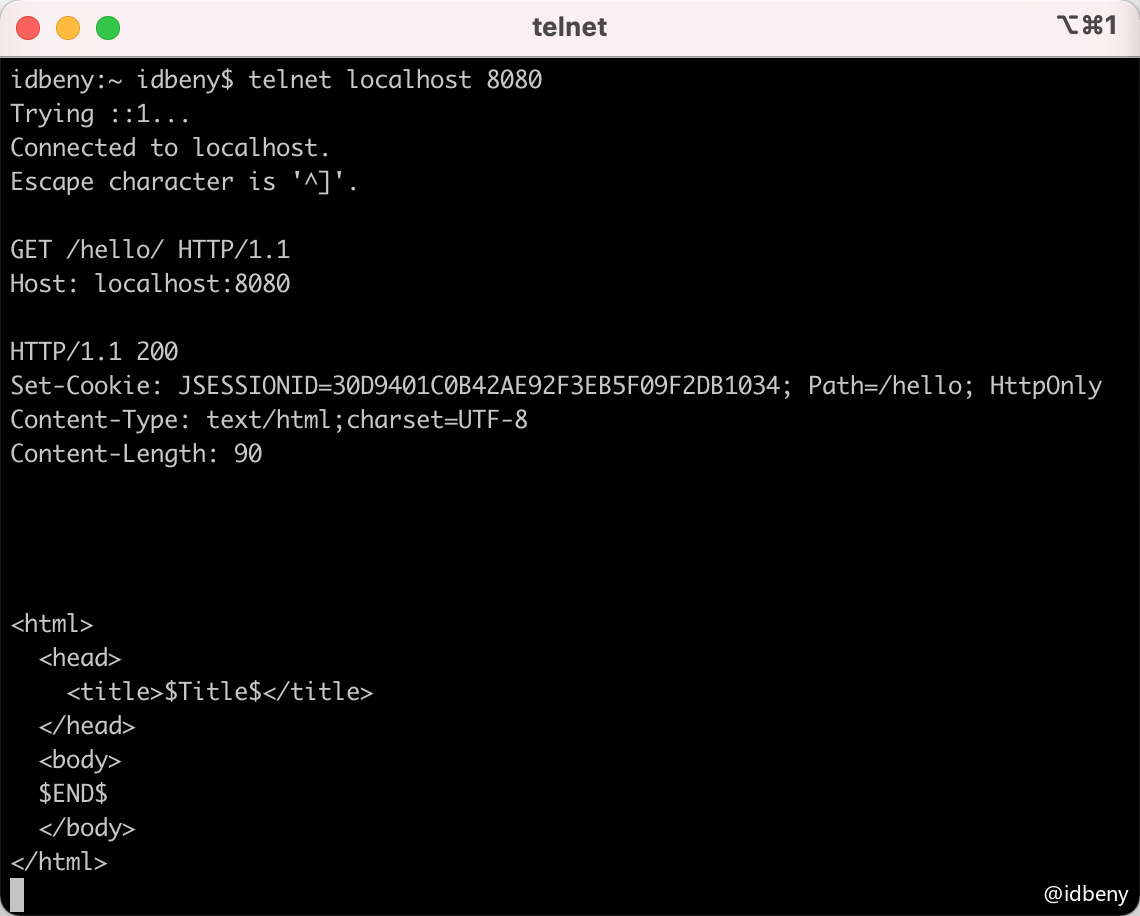 telnet
⌥⌘1
idbeny:~ idbeny$ telnet localhost 8080
Trying ::1...
Connected to localhost.
Escape character is '^]'.
GET /hello/ HTTP/1.1
Host: localhost:8080
HTTP/1.1 200
Set-Cookie: JSESSIONID=30D9401C0B42AE92F3EB5F09F2DB1034; Path=/hello; HttpOnly
Content-Type: text/html;charset=UTF-8
Content-Length: 90
<html>
  <head>
    <title>$Title$</title>
  </head>
  <body>
  $END$
  </body>
</html>
@idbeny